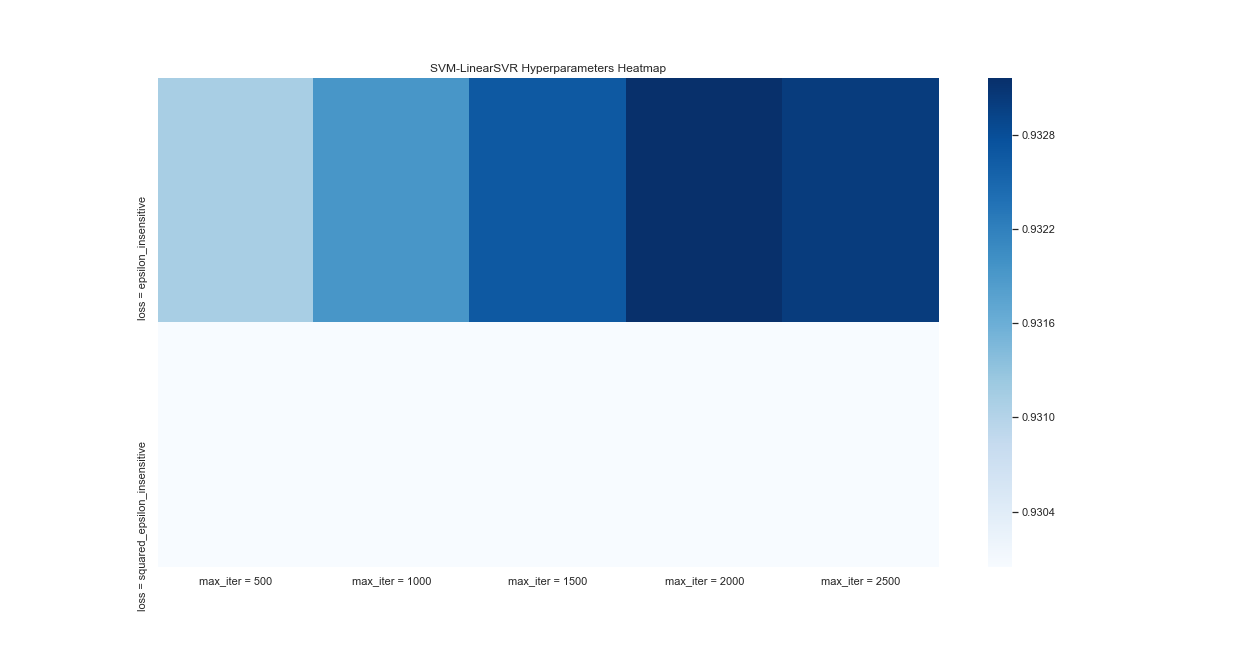 SVM-LinearSVR Hyperparameters Heatmap
loss = epsilon_insensitive
loss = squared_epsilon_insensitive
max_iter = 500
max_iter = 1000
max_iter = 1500
max_iter = 2000
max_iter = 2500
0.9328
0.9322
0.9316
0.9310
0.9304